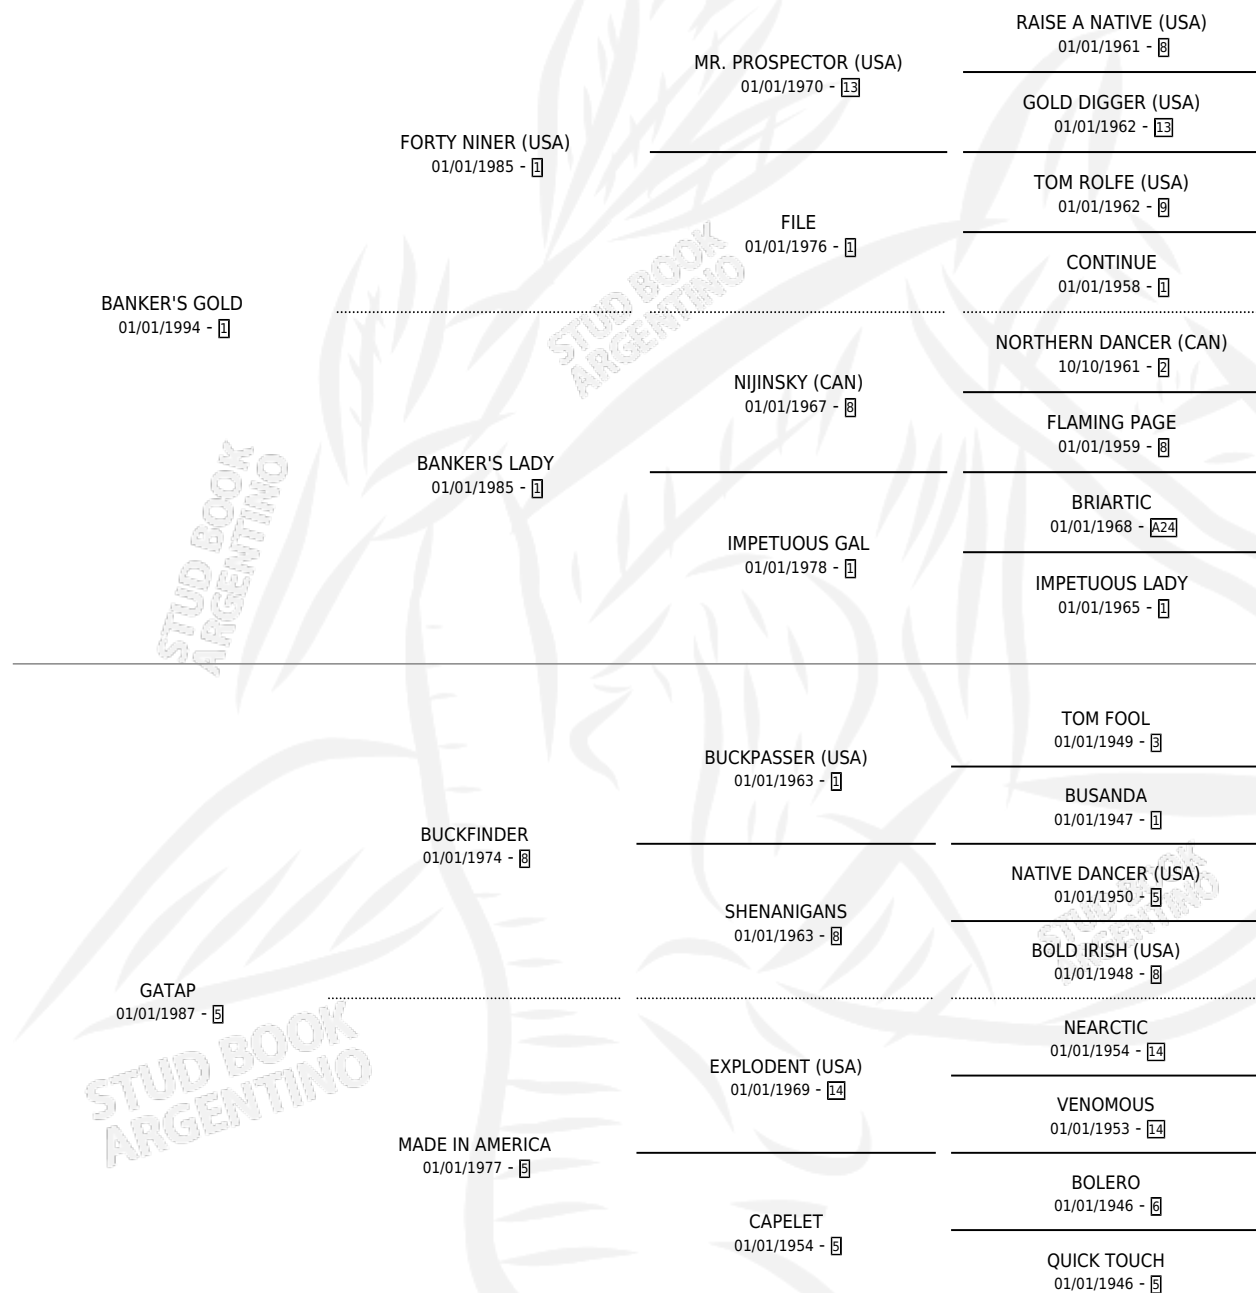 RAISE A NATIVE (USA)
01/01/1961 - 8
MR. PROSPECTOR (USA)
01/01/1970 - 13
GOLD DIGGER (USA)
01/01/1962 - 13
FORTY NINER (USA)
01/01/1985 - 1
TOM ROLFE (USA)
01/01/1962 - 9
FILE
01/01/1976 - 1
CONTINUE
01/01/1958 - 1
BANKER'S GOLD
01/01/1994 - 1
NORTHERN DANCER (CAN)
10/10/1961 - 2
NIJINSKY (CAN)
01/01/1967 - 8
FLAMING PAGE
01/01/1959 - 8
BANKER'S LADY
01/01/1985 - 1
BRIARTIC
01/01/1968 - A24
IMPETUOUS GAL
01/01/1978 - 1
IMPETUOUS LADY
01/01/1965 - 1
TOM FOOL
01/01/1949 - 3
BUCKPASSER (USA)
01/01/1963 - 1
BUSANDA
01/01/1947 - 1
BUCKFINDER
01/01/1974 - 8
NATIVE DANCER (USA)
01/01/1950 - 5
SHENANIGANS
01/01/1963 - 8
BOLD IRISH (USA)
01/01/1948 - 8
GATAP
01/01/1987 - 5
NEARCTIC
01/01/1954 - 14
EXPLODENT (USA)
01/01/1969 - 14
VENOMOUS
01/01/1953 - 14
MADE IN AMERICA
01/01/1977 - 5
BOLERO
01/01/1946 - 6
CAPELET
01/01/1954 - 5
QUICK TOUCH
01/01/1946 - 5
STUD BOOK
ARGENTINO
STUD BOOK
ARGENTINO
STUD BOOK
ARGENTINO
STUD BOOK
ARGENTINO